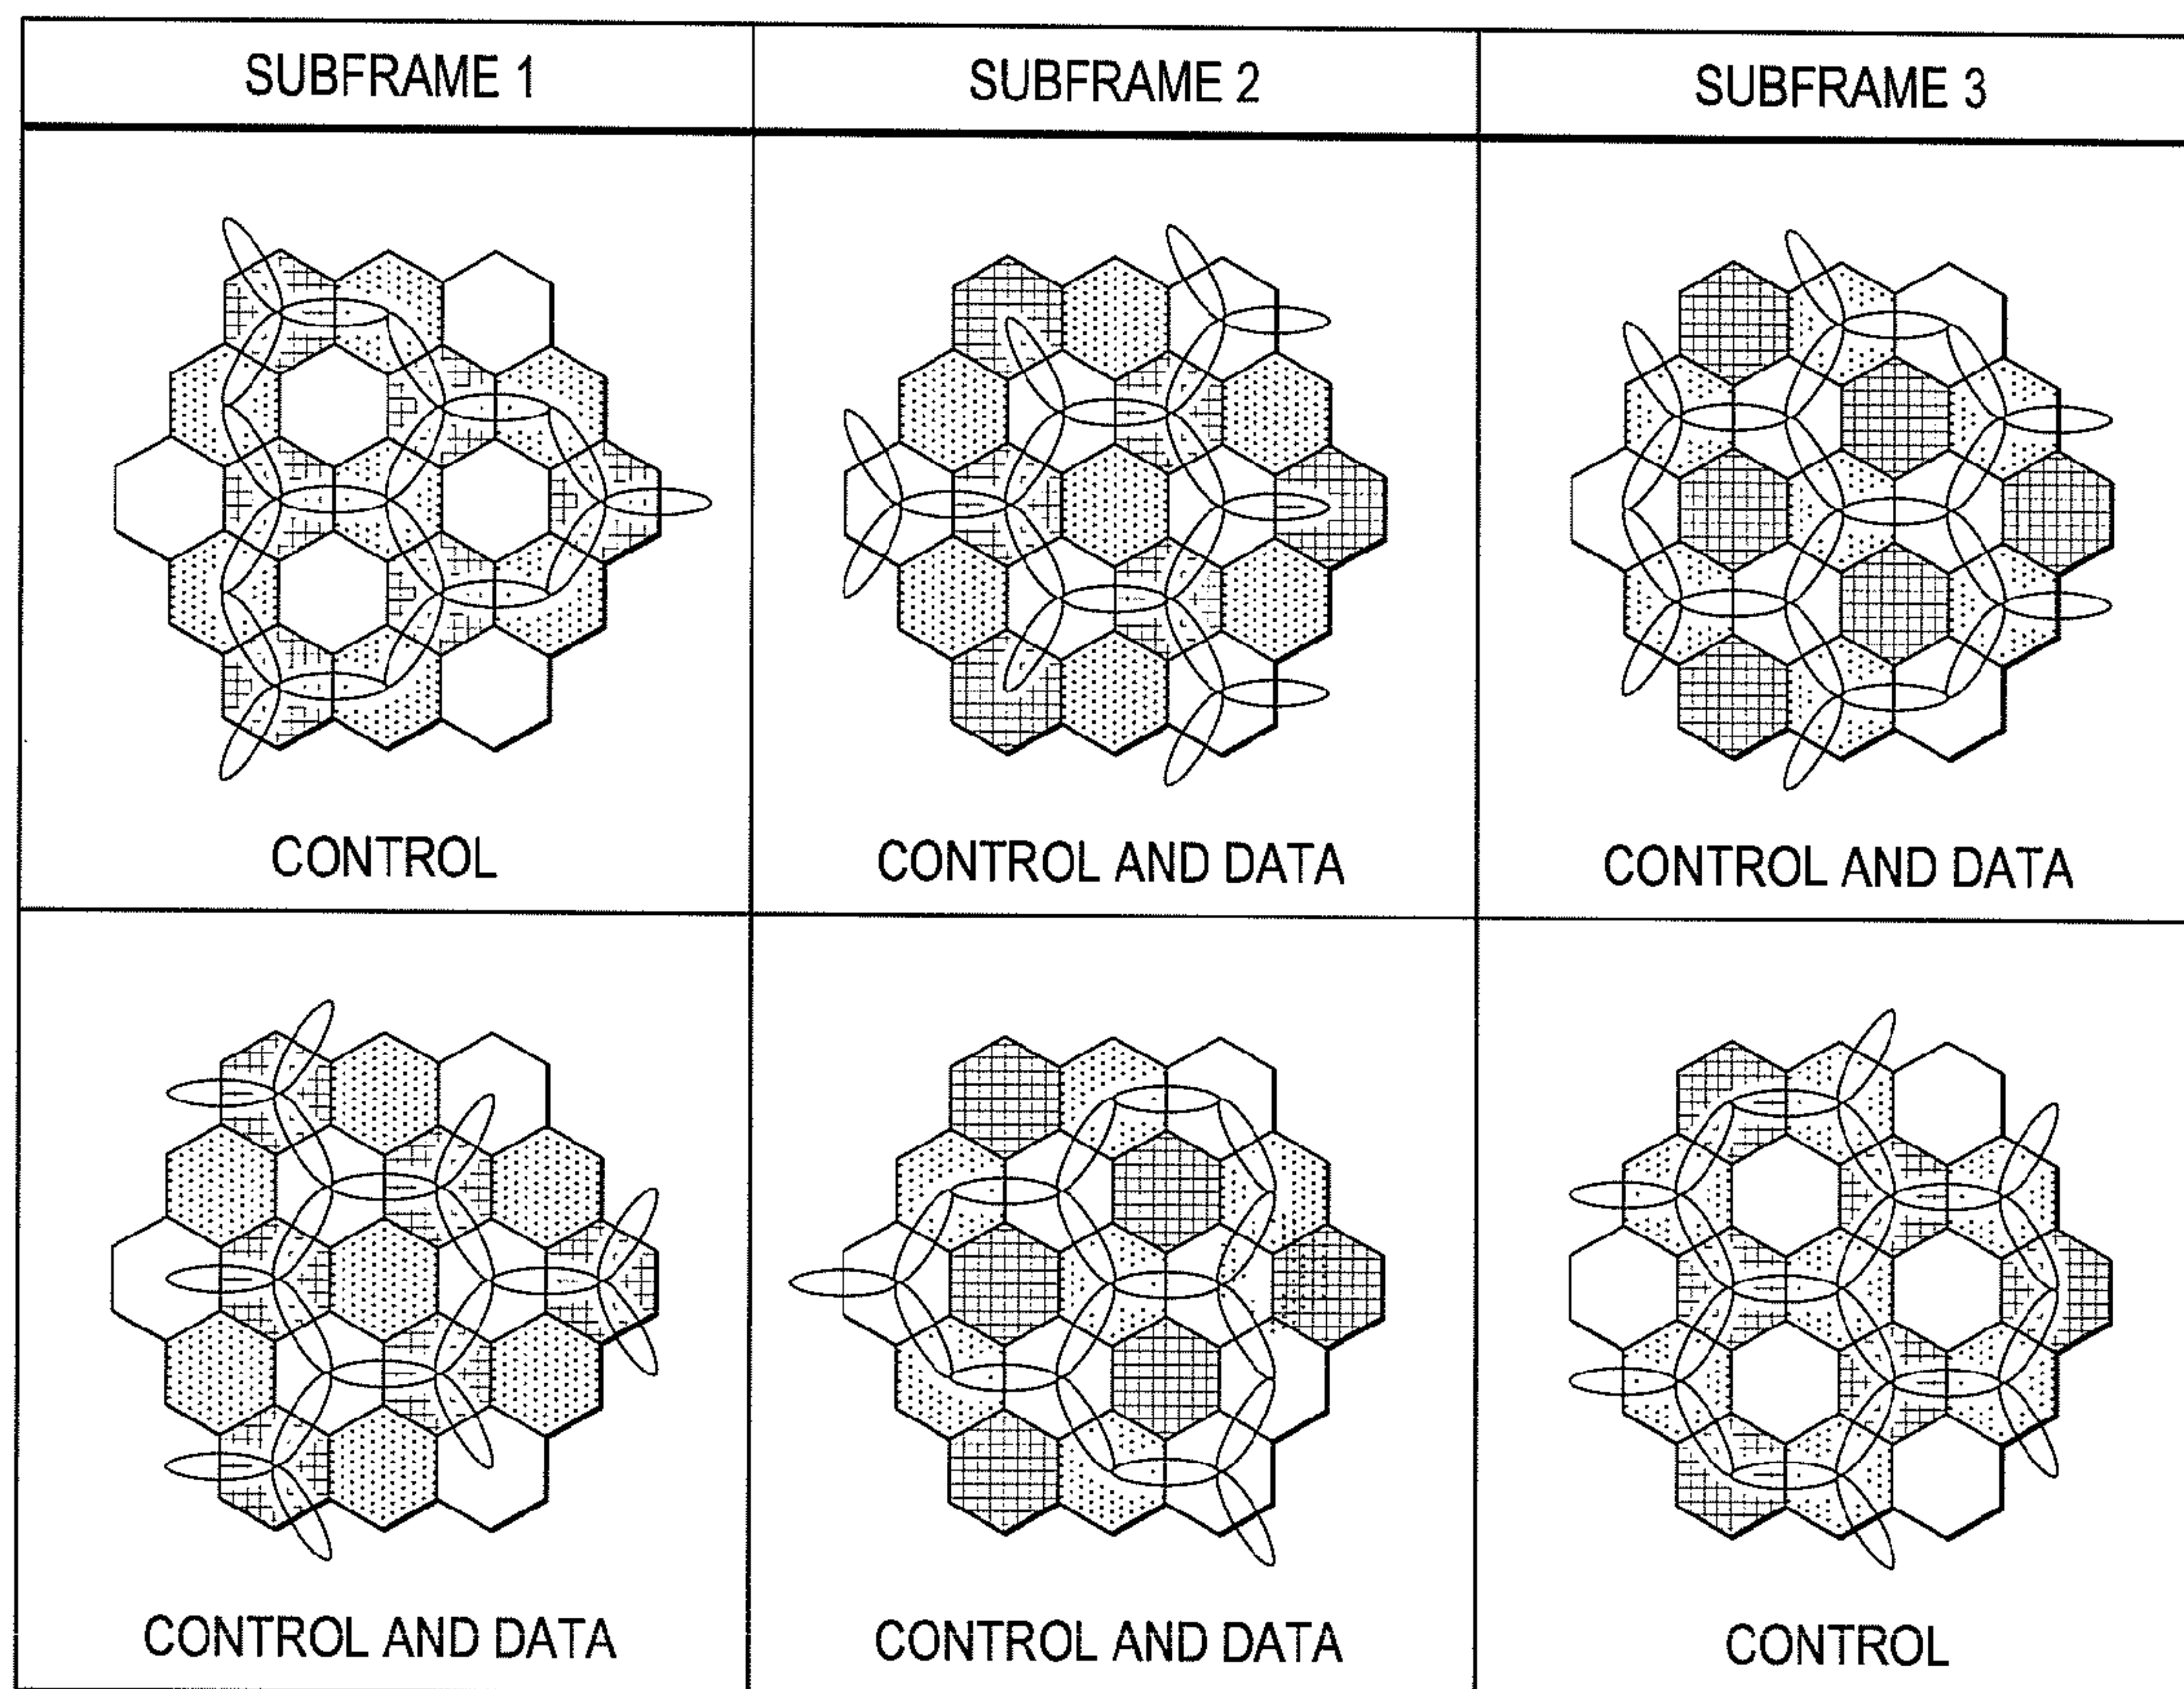 SUBFRAME 1
SUBFRAME 2
SUBFRAME 3
CONTROL
CONTROL AND DATA
CONTROL AND DATA
CONTROL AND DATA
CONTROL AND DATA
CONTROL